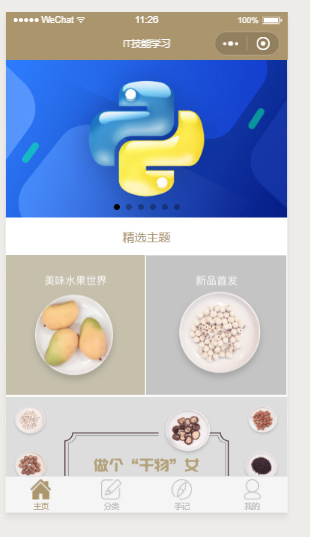 WeChat 11:26 100%
IT技能学习
精选主题
美味水果世界 新品首发
做个“干物”女
主页 分类 手记 我的